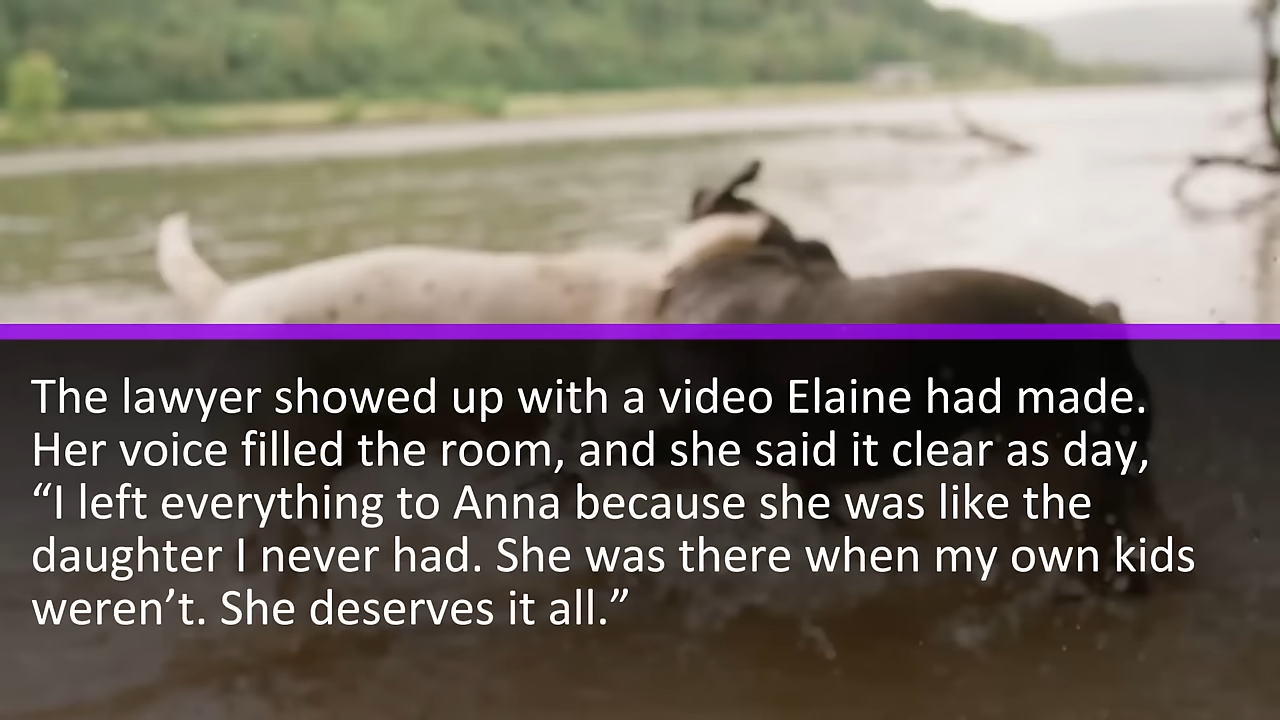 The lawyer showed up with a video Elaine had made.
Her voice filled the room, and she said it clear as day,
“I left everything to Anna because she was like the
daughter I never had. She was there when my own kids
weren’t. She deserves it all.”